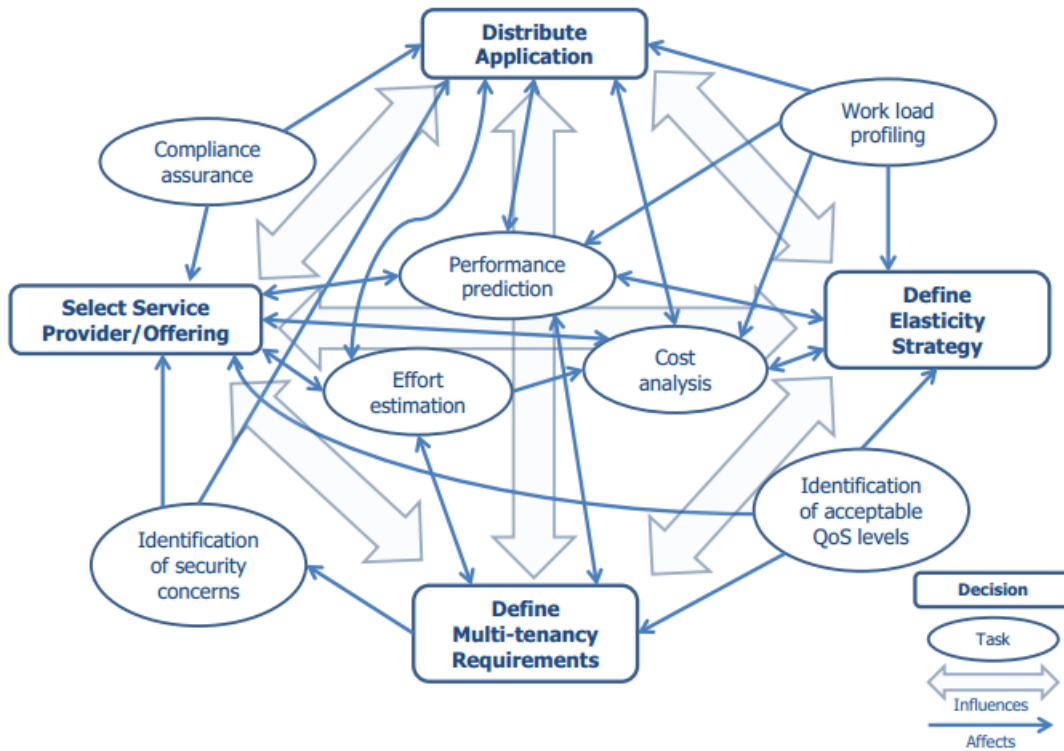 Distribute
Application
Compliance
assurance
Work load
profiling
Performance
prediction
Select Service
Provider/Offering
Define
Elasticity
Strategy
Effort
estimation
Cost
analysis
Identification
of security
concerns
Identification
of acceptable
QoS levels
Define
Multi-tenancy
Requirements
Decision
Task
Influences
Affects